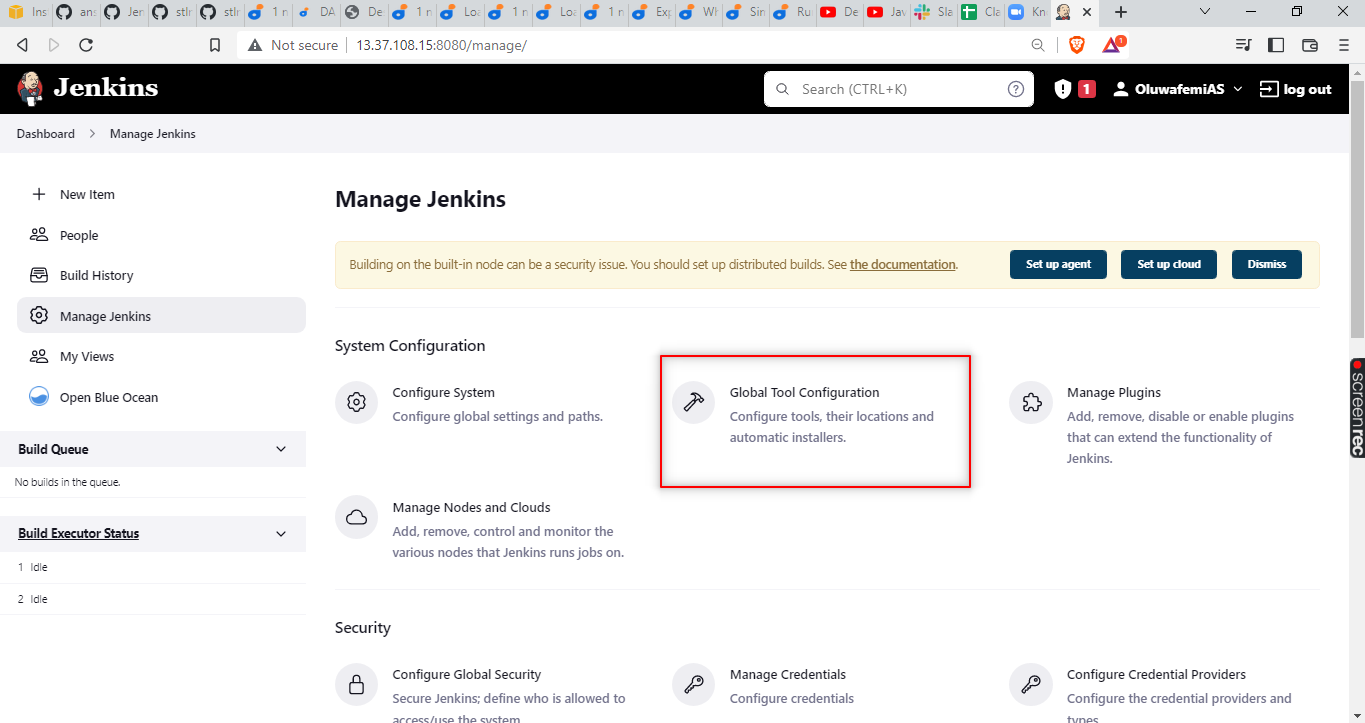 Ins
ans
Jen
stlr
stlr
1 n
DA
De
1 n
Loa
1 n
Loa
1 n
Exp
Wh
Sin
Ru
De
Jav
Sla
Cla
Kn
Not secure
13.37.108.15:8080/manage/
1
Jenkins
Search (CTRL+K)
1
OluwafemiAS
log out
Dashboard
Manage Jenkins
New Item
People
Build History
Manage Jenkins
My Views
Open Blue Ocean
Build Queue
No builds in the queue.
Build Executor Status
1 Idle
2 Idle
Manage Jenkins
Building on the built-in node can be a security issue. You should set up distributed builds. See the documentation.
Set up agent
Set up cloud
Dismiss
System Configuration
Configure System
Configure global settings and paths.
Global Tool Configuration
Configure tools, their locations and
automatic installers.
Manage Plugins
Add, remove, disable or enable plugins
that can extend the functionality of
Jenkins.
Manage Nodes and Clouds
Add, remove, control and monitor the
various nodes that Jenkins runs jobs on.
Security
Configure Global Security
Secure Jenkins; define who is allowed to
access/use the system.
Manage Credentials
Configure credentials
Configure Credential Providers
Configure the credential providers and
types
screenrec